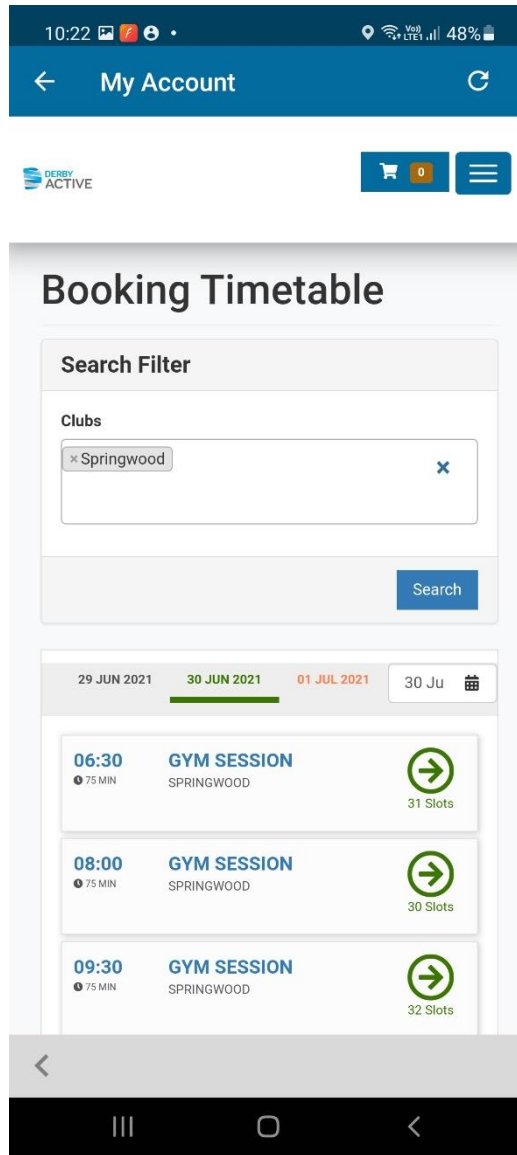 10:22
48%
My Account
DERBY
ACTIVE
0
Booking Timetable
Search Filter
Clubs
×Springwood ×
Search
29 JUN 2021 30 JUN 2021 01 JUL 2021 30 Ju
06:30 GYM SESSION
75 MIN SPRINGWOOD
31 Slots
08:00 GYM SESSION
75 MIN SPRINGWOOD
30 Slots
09:30 GYM SESSION
75 MIN SPRINGWOOD
32 Slots